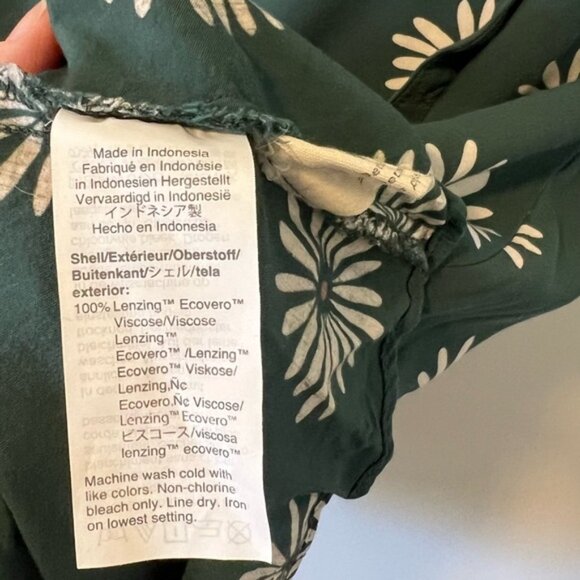 Made in Indonesia
Fabriqué en Indonésie
in Indonesien Hergestellt
Vervaardigd in Indonesië
インドネシア製
Hecho en Indonesia
Shell/Extérieur/Oberstoff/
Buitenkant/シェル/tela
exterior:
100% Lenzing™ Ecovero™
Viscose/Viscose
Lenzing™
Ecovero™ /Lenzing™
Ecovero™ Viskose/
Lenzing,Ñ¢
Ecovero,Ñ¢ Viscose/
Lenzing™ Ecovero™
ビスコース/viscosa
lenzing™ ecovero™
Machine wash cold with
like colors. Non-chlorine
bleach only. Line dry. Iron
on lowest setting.